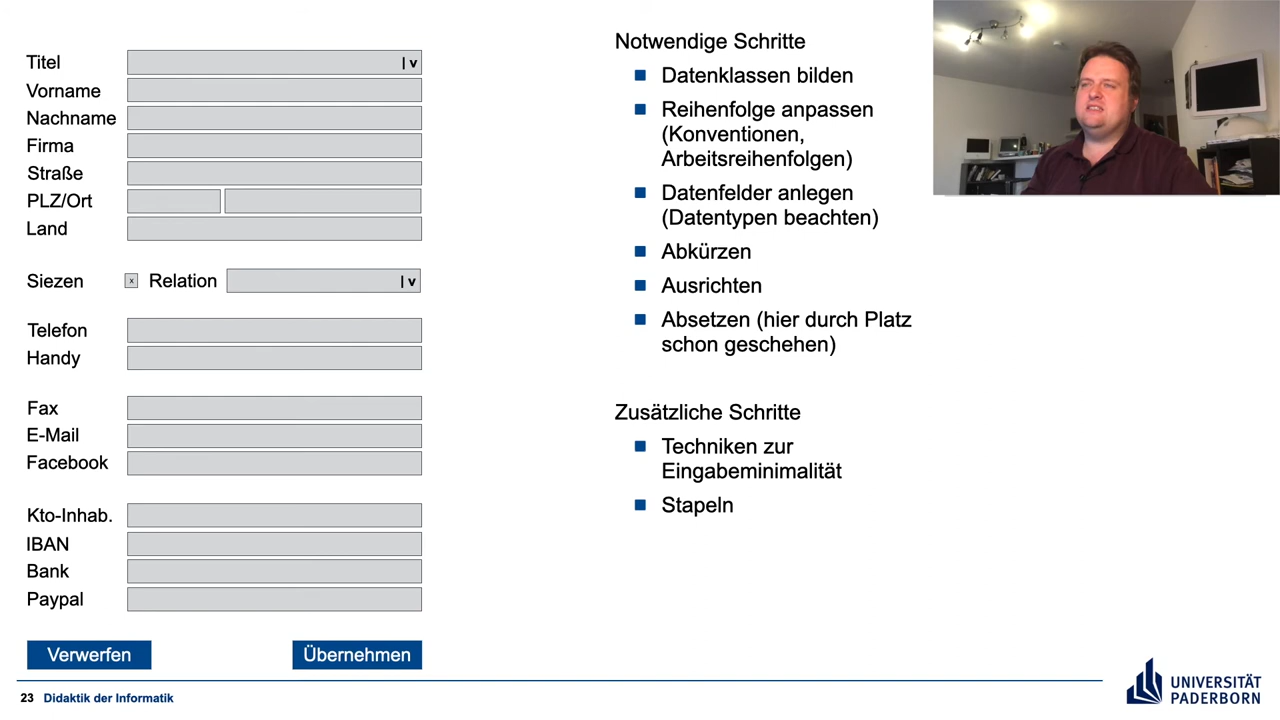 Titel | v
Vorname
Nachname
Firma
Straße
PLZ/Ort
Land
Siezen x Relation | v
Telefon
Handy
Fax
E-Mail
Facebook
Kto-Inhab.
IBAN
Bank
Paypal
Verwerfen Übernehmen
Notwendige Schritte
Datenklassen bilden
Reihenfolge anpassen
(Konventionen,
Arbeitsreihenfolgen)
Datenfelder anlegen
(Datentypen beachten)
Abkürzen
Ausrichten
Absetzen (hier durch Platz
schon geschehen)
Zusätzliche Schritte
Techniken zur
Eingabeminimalität
Stapeln
23 Didaktik der Informatik
UNIVERSITÄT
PADERBORN